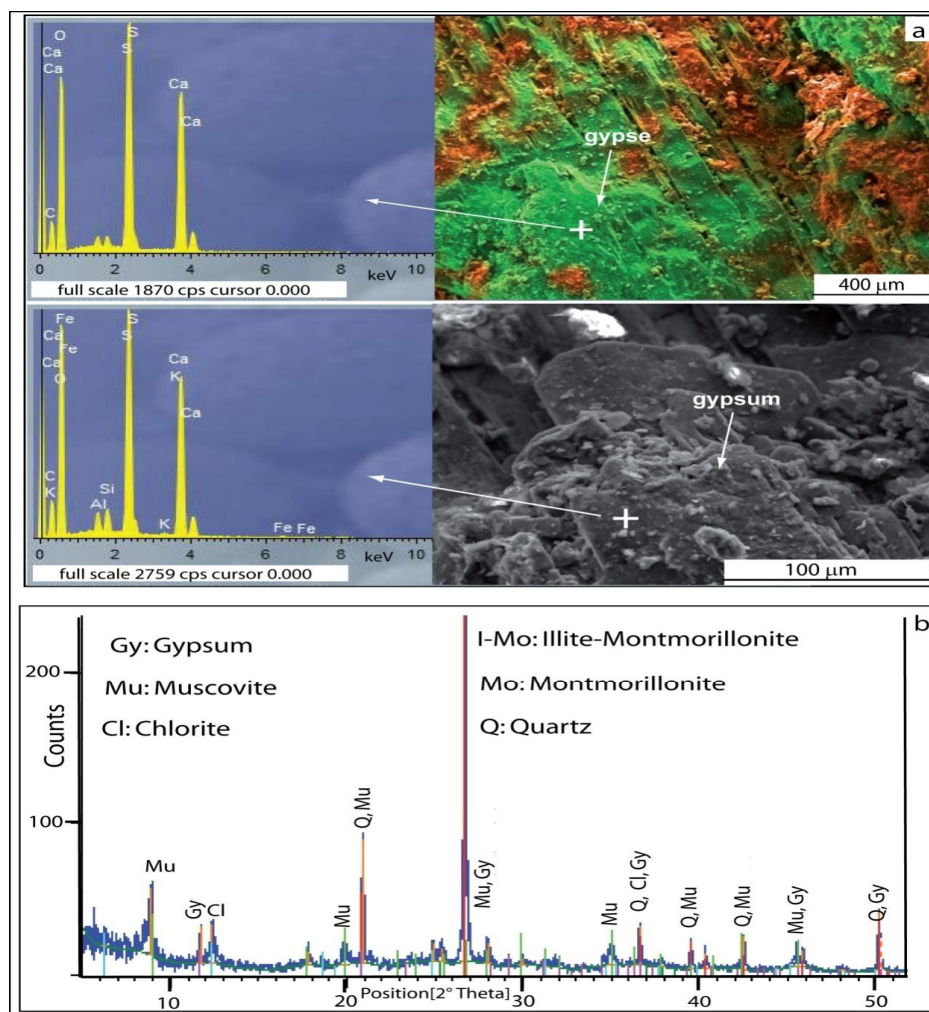 a
O
Ca
Ca
C
S
S
Ca
Ca
0 2 4 6 8 10
keV
full scale 1870 cps cursor 0.000
gypse
400 µm
Fe
Ca
Fe
Ca
O
C
K
Al
Si
S
S
Ca
K
Ca
K
Fe Fe
0 2 4 6 8 10
keV
full scale 2759 cps cursor 0.000
gypsum
100 µm
b
Gy: Gypsum
Mu: Muscovite
Cl: Chlorite
I-Mo: Illite-Montmorillonite
Mo: Montmorillonite
Q: Quartz
Counts
200
100
Mu
Gy
Cl
Mu
Q,Mu
Mu,Gy
Mu
Q, Cl, Gy
Q,Mu
Q,Mu
Mu,Gy
Q,Gy
10 20 30 40 50
Position[2° Theta]